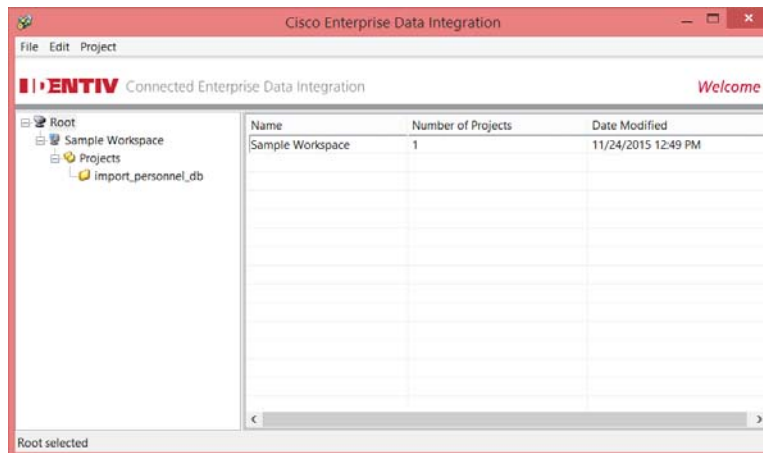 Cisco Enterprise Data Integration
File Edit Project
IDENTIV Connected Enterprise Data Integration
Welcome
Root
Sample Workspace
Projects
import_personnel_db
Name Number of Projects Date Modified
Sample Workspace 1 11/24/2015 12:49 PM
Root selected